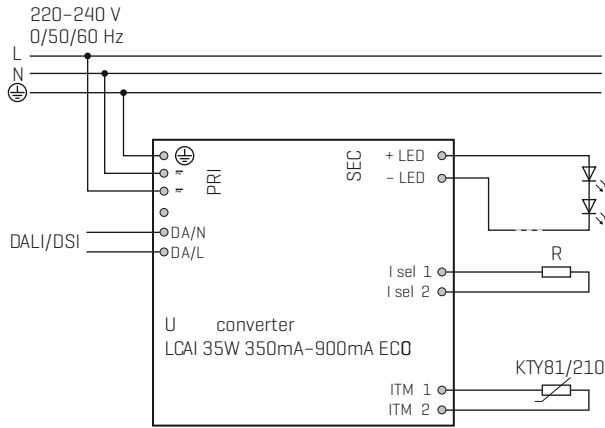 220–240 V
0/50/60 Hz
L
N
PRI
SEC
+ LED
– LED
DALI/DSI
DA/N
DA/L
I sel 1
I sel 2
R
U converter
LCAI 35W 350mA–900mA ECO
KTY81/210
ITM 1
ITM 2